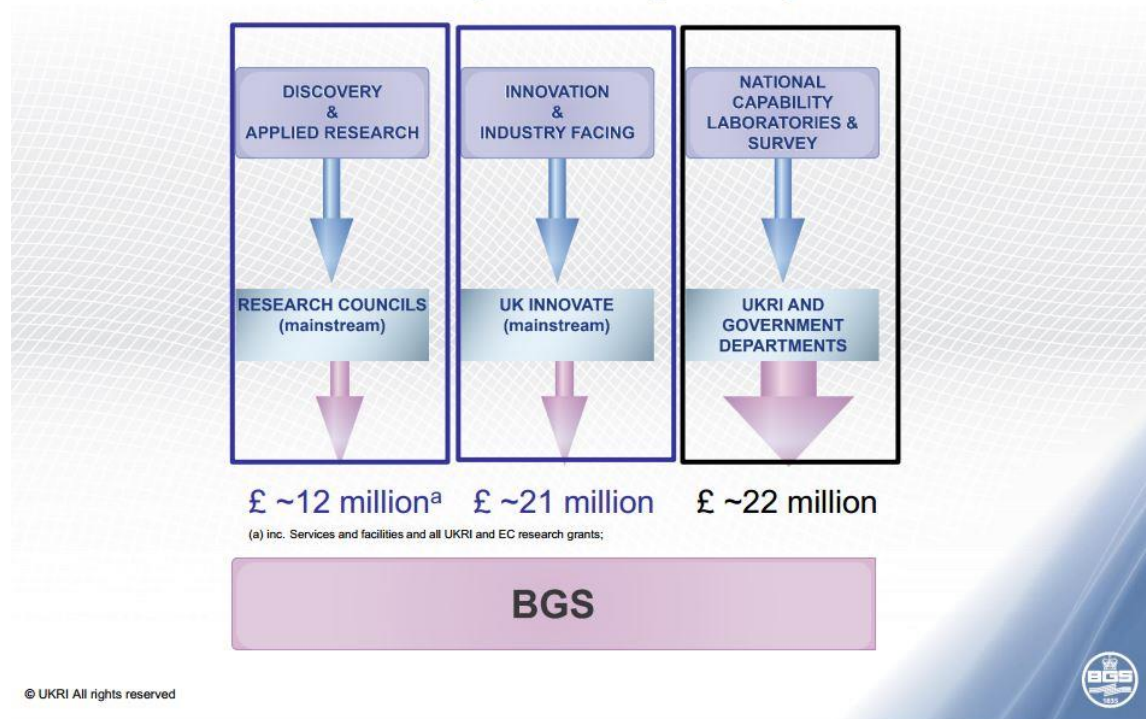 DISCOVERY
&
APPLIED RESEARCH
INNOVATION
&
INDUSTRY FACING
NATIONAL
CAPABILITY
LABORATORIES &
SURVEY
RESEARCH COUNCILS
(mainstream)
UK INNOVATE
(mainstream)
UKRI AND
GOVERNMENT
DEPARTMENTS
£ ~12 millionᵃ
£ ~21 million
£ ~22 million
(a) inc. Services and facilities and all UKRI and EC research grants;
BGS
© UKRI All rights reserved
BGS
1835